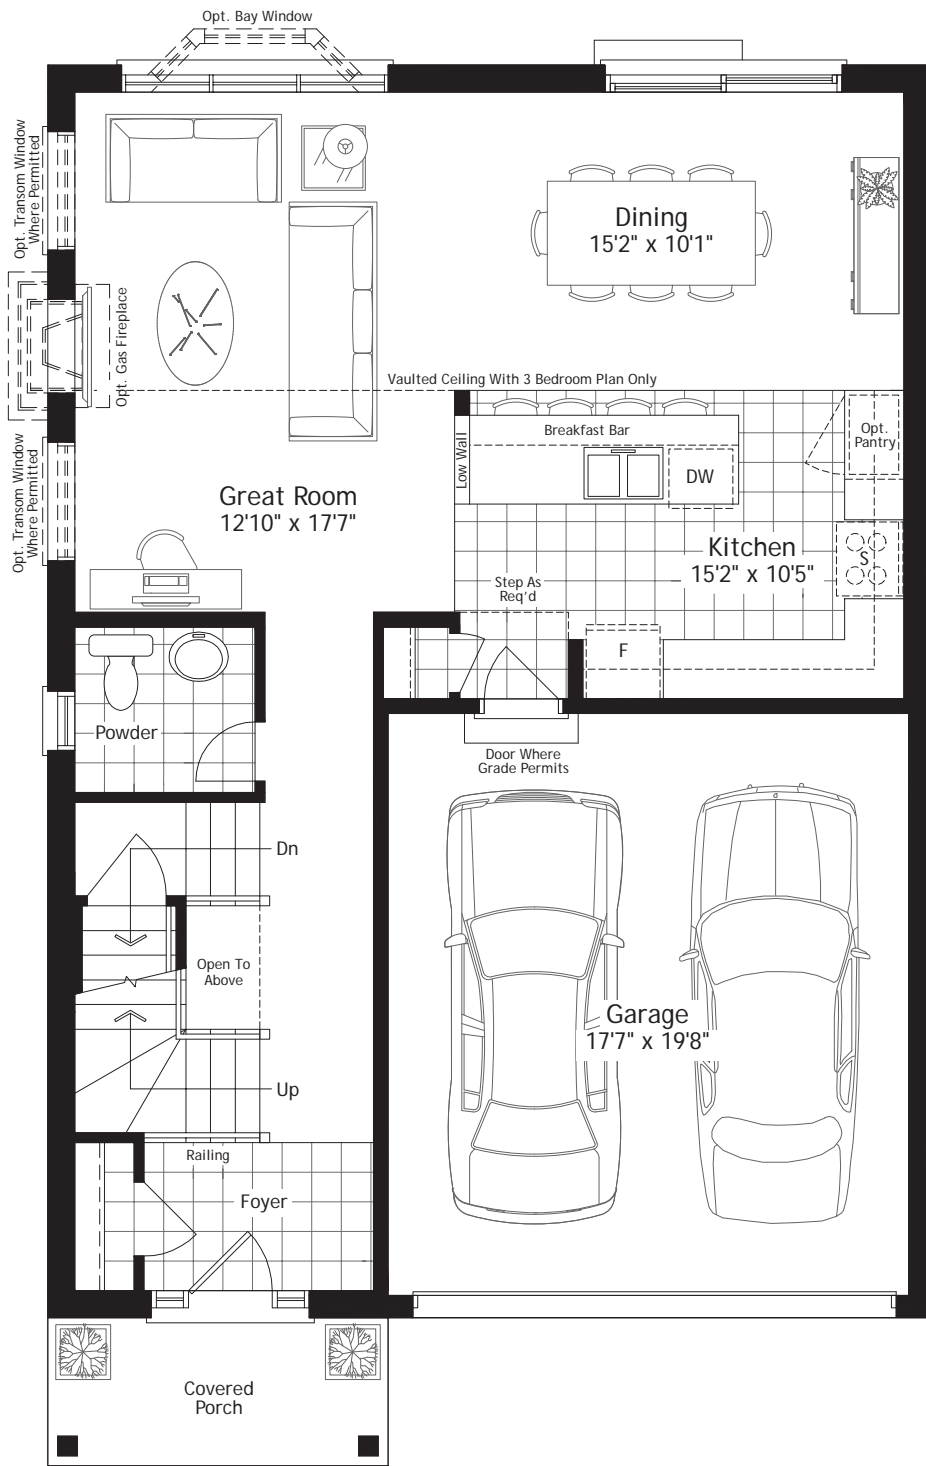 Opt. Bay Window
Opt. Transom Window
Where Permitted
Dining
15'2" x 10'1"
Opt. Gas Fireplace
Vaulted Ceiling With 3 Bedroom Plan Only
Breakfast Bar
Opt.
Pantry
Low Wall
DW
Opt. Transom Window
Where Permitted
Great Room
12'10" x 17'7"
Kitchen
15'2" x 10'5"
S
Step As
Req'd
F
Powder
Door Where
Grade Permits
Dn
Open To
Above
Garage
17'7" x 19'8"
Up
Railing
Foyer
Covered
Porch